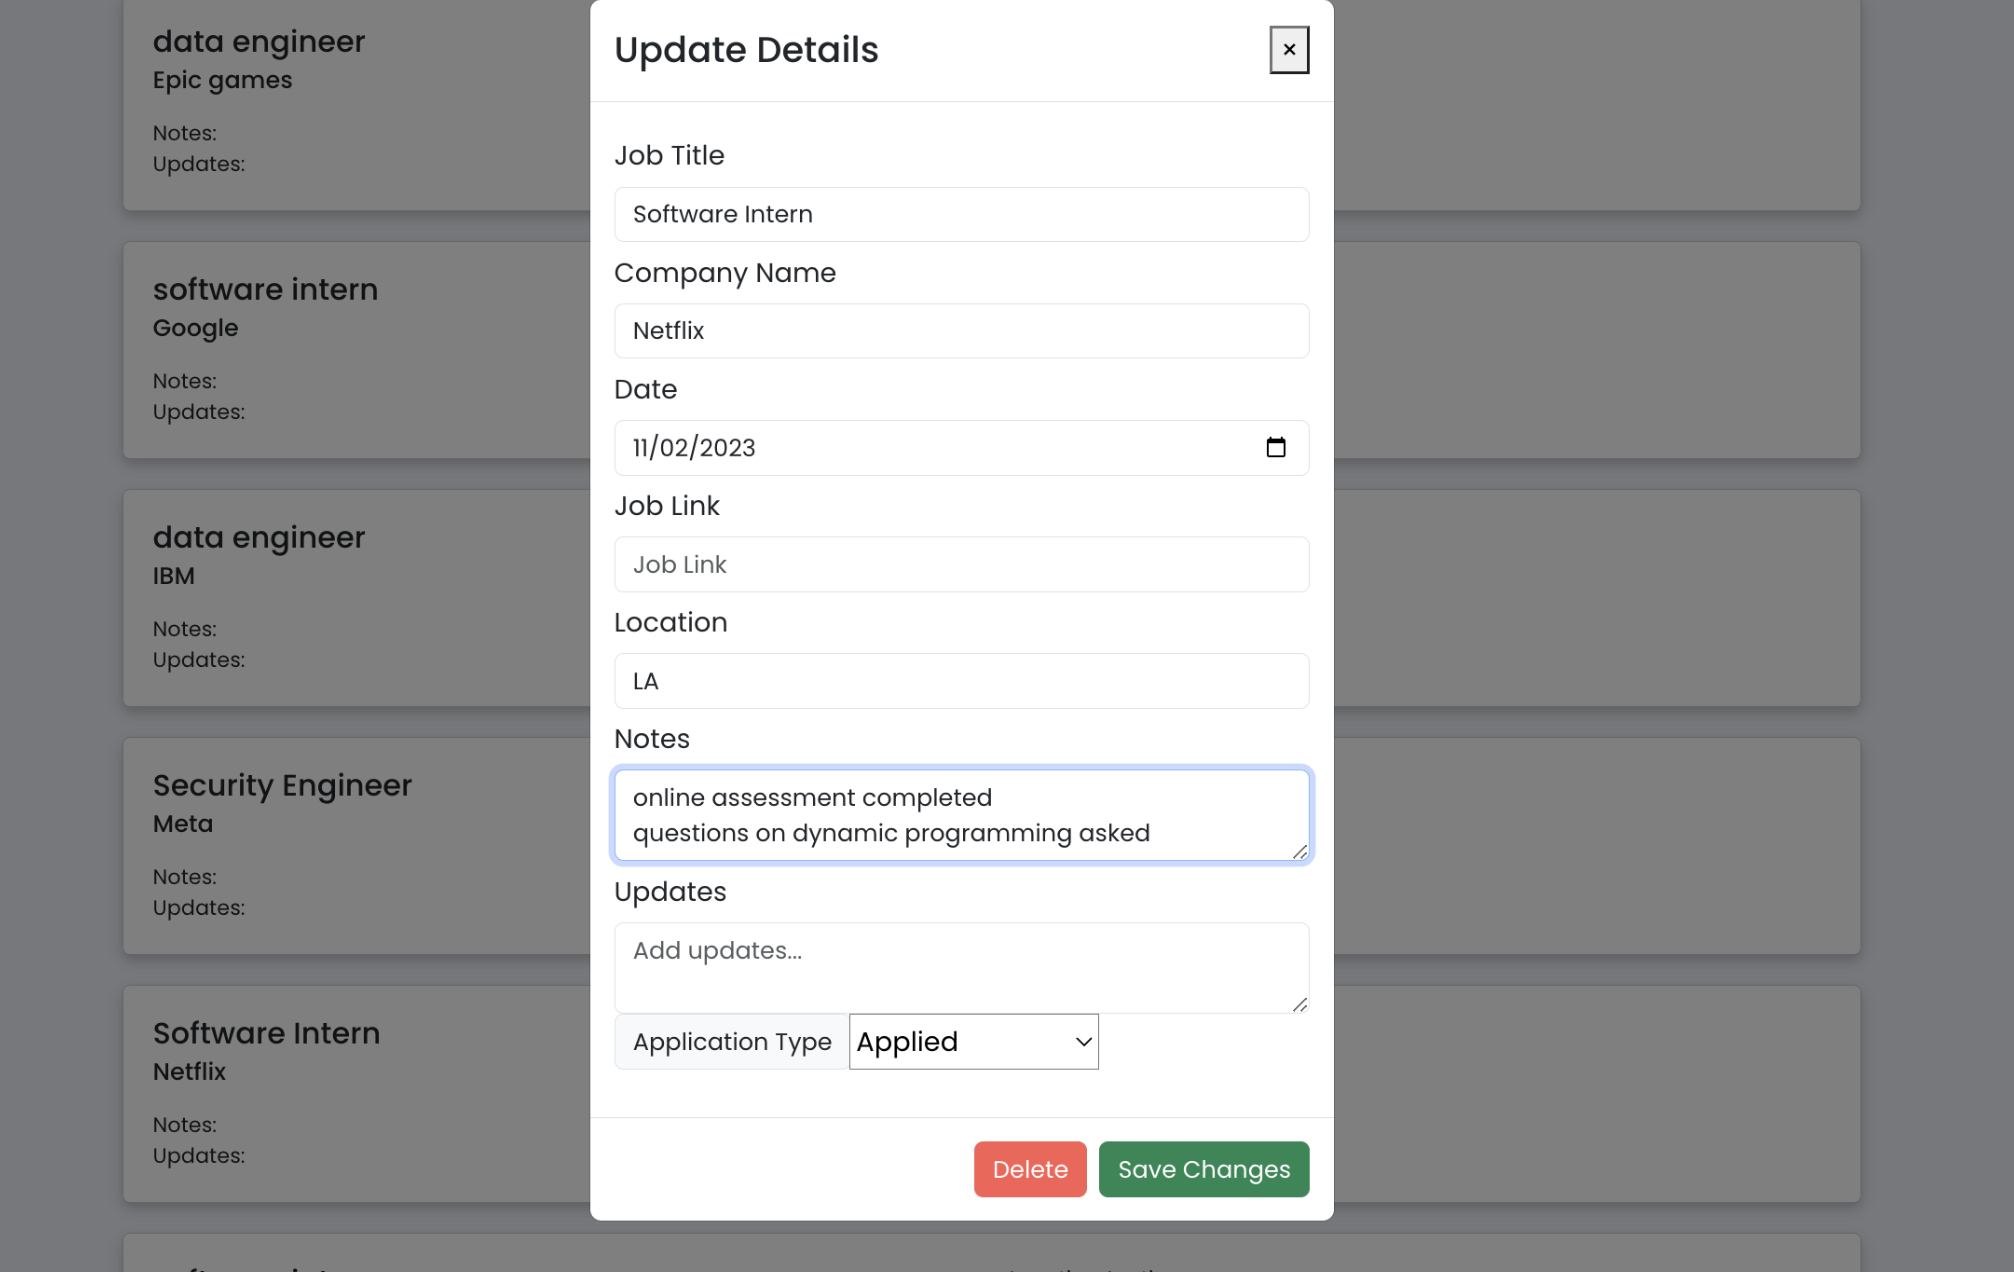 data engineer
Epic games
Notes:
Updates:
software intern
Google
Notes:
Updates:
data engineer
IBM
Notes:
Updates:
Security Engineer
Meta
Notes:
Updates:
Software Intern
Netflix
Notes:
Updates:
Update Details
×
Job Title
Software Intern
Company Name
Netflix
Date
11/02/2023
Job Link
Job Link
Location
LA
Notes
online assessment completed
questions on dynamic programming asked
Updates
Add updates...
Application Type Applied
Delete Save Changes